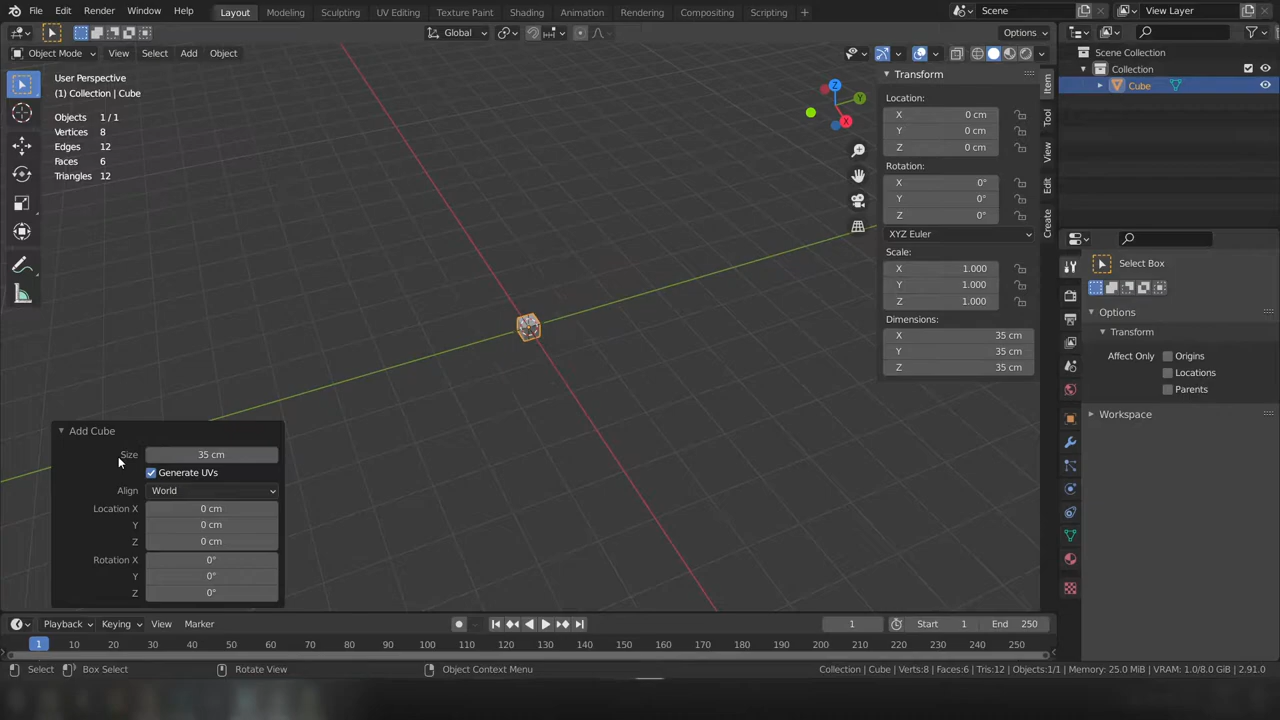 File Edit Render Window Help Layout Modeling Sculpting UV Editing Texture Paint Shading Animation Rendering Compositing Scripting + Scene View Layer
Global Options
Object Mode View Select Add Object
User Perspective
(1) Collection | Cube
Objects 1 / 1
Vertices 8
Edges 12
Faces 6
Triangles 12
Z
Y
X
Transform
Location:
X 0 cm
Y 0 cm
Z 0 cm
Rotation:
X 0°
Y 0°
Z 0°
XYZ Euler
Scale:
X 1.000
Y 1.000
Z 1.000
Dimensions:
X 35 cm
Y 35 cm
Z 35 cm
Item
Tool
View
Edit
Create
Scene Collection
Collection
Cube
Select Box
Options
Transform
Affect Only Origins
Locations
Parents
Workspace
Add Cube
Size 35 cm
Generate UVs
Align World
Location X 0 cm
Y 0 cm
Z 0 cm
Rotation X 0°
Y 0°
Z 0°
Playback Keying View Marker 1 Start 1 End 250
1 10 20 30 40 50 60 70 80 90 100 110 120 130 140 150 160 170 180 190 200 210 220 230 240 250
Select Box Select Rotate View Object Context Menu Collection | Cube | Verts:8 | Faces:6 | Tris:12 | Objects:1/1 | Memory: 25.0 MiB | VRAM: 1.0/8.0 GiB | 2.91.0